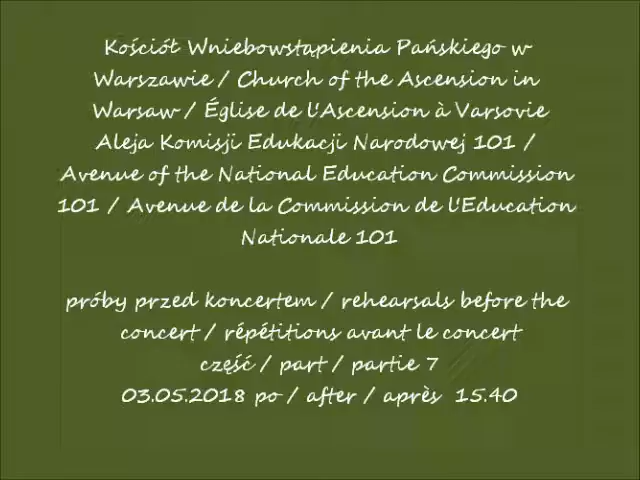 Kościół Wniebowstąpienia Pańskiego w
Warszawie / Church of the Ascension in
Warsaw / Église de l'Ascension à Varsovie
Aleja Komisji Edukacji Narodowej 101 /
Avenue of the National Education Commission
101 / Avenue de la Commission de l'Education
Nationale 101
próby przed koncertem / rehearsals before the
concert / répétitions avant le concert
część / part / partie 7
03.05.2018 po / after / après 15.40